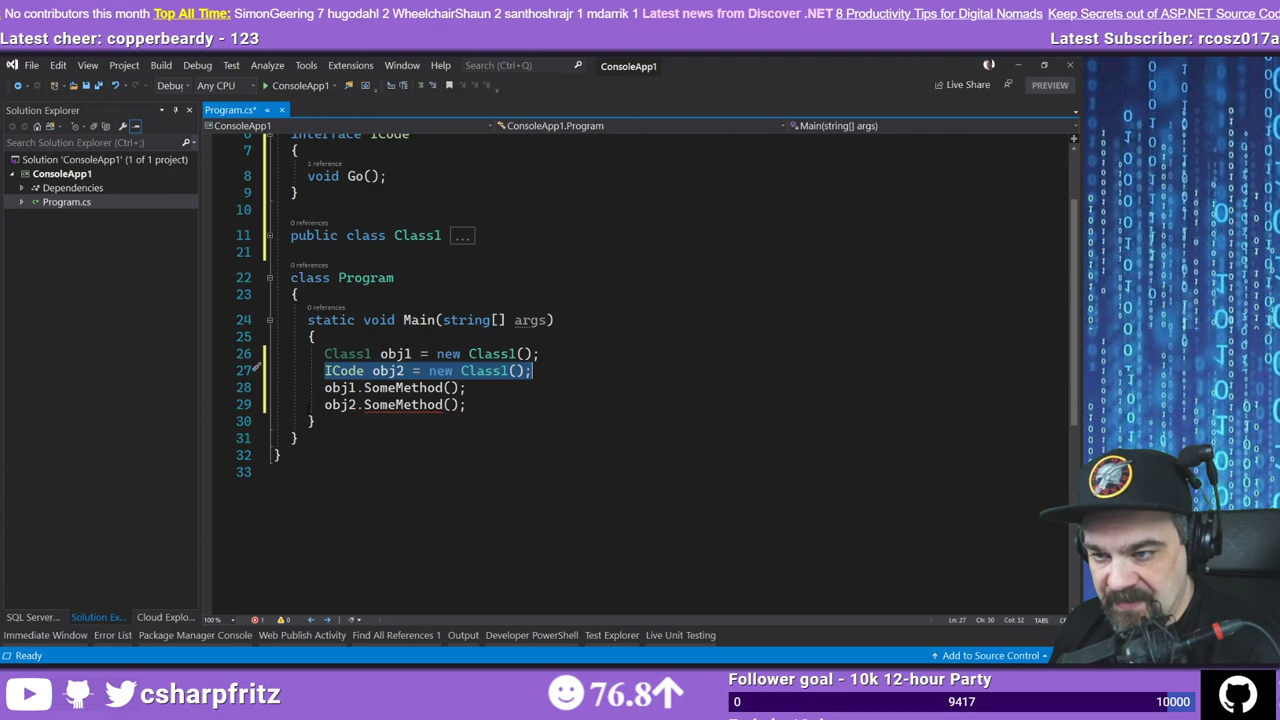 No contributors this month Top All Time: SimonGeering 7 hugodahl 2 WheelchairShaun 2 santhoshrajr 1 mdarrik 1 Latest news from Discover .NET 8 Productivity Tips for Digital Nomads Keep Secrets out of ASP.NET Source
Latest cheer: copperbeardy - 123
Latest Subscriber: rcosz017a
File Edit View Project Build Debug Test Analyze Tools Extensions Window Help Search (Ctrl+Q) ConsoleApp1
Debug Any CPU ConsoleApp1 Live Share PREVIEW
Solution Explorer
Program.cs*
ConsoleApp1 ConsoleApp1.Program Main(string[] args)
Search Solution Explorer (Ctrl+;)
Solution 'ConsoleApp1' (1 of 1 project)
ConsoleApp1
Dependencies
Program.cs
6 interface ICode
7 {
1 reference
8 void Go();
9 }
10
0 references
11 public class Class1 ...
21
0 references
22 class Program
23 {
0 references
24 static void Main(string[] args)
25 {
26 Class1 obj1 = new Class1();
27 ICode obj2 = new Class1();
28 obj1.SomeMethod();
29 obj2.SomeMethod();
30 }
31 }
32 }
33
SQL Server... Solution Ex... Cloud Explo...
100 % 1 0 Ln: 27 Ch: 30 Col: 32 TABS
Immediate Window Error List Package Manager Console Web Publish Activity Find All References 1 Output Developer PowerShell Test Explorer Live Unit Testing
Ready Add to Source Control
csharpfritz
76.8
Follower goal - 10k 12-hour Party
0 9417 10000